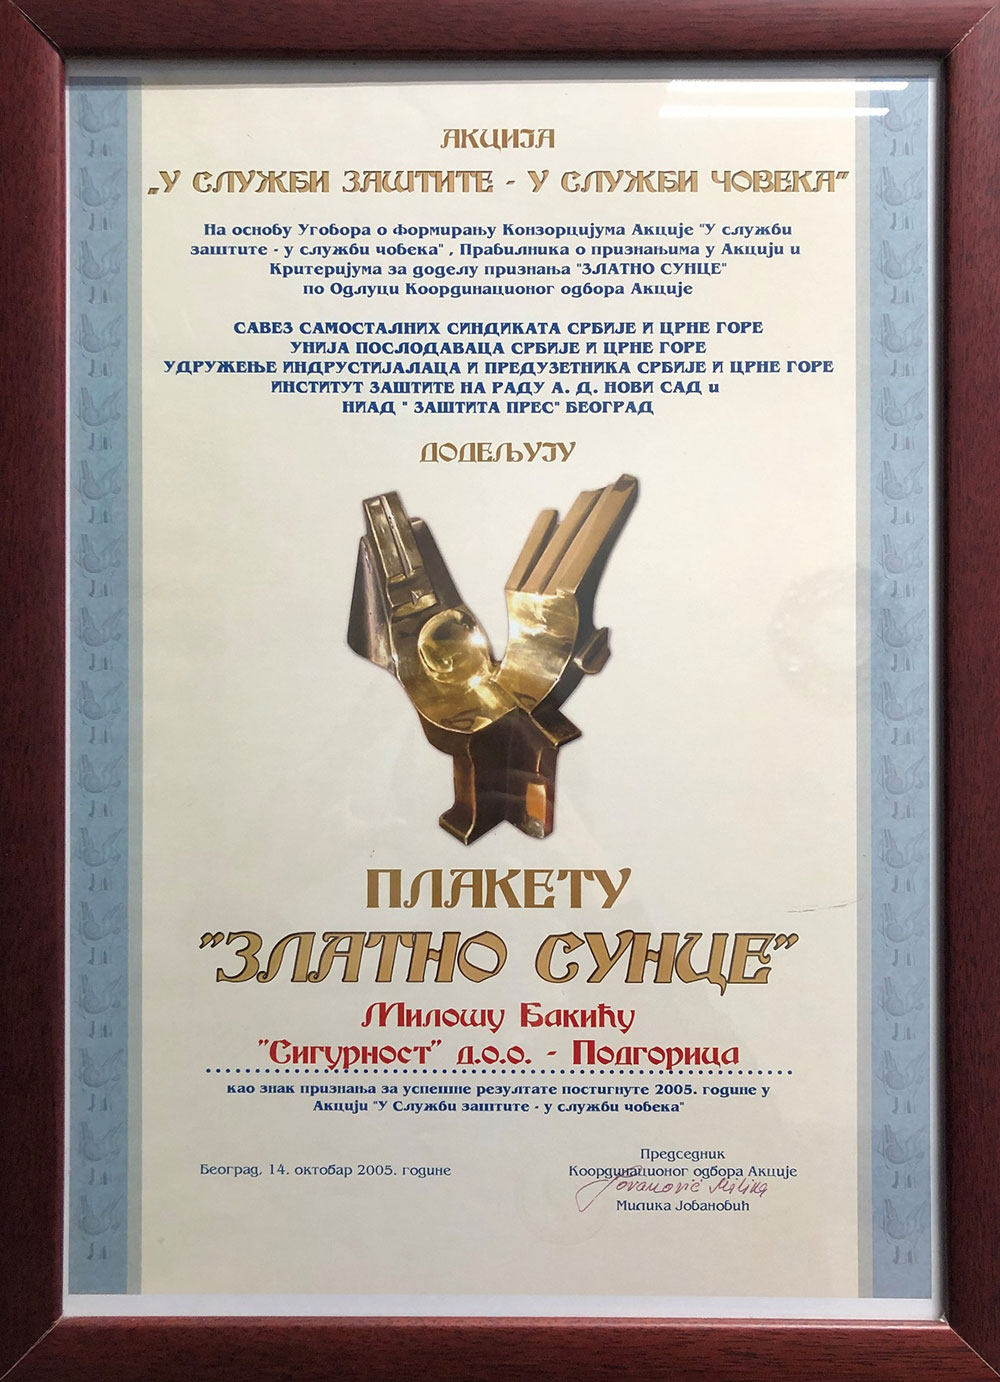 АКЦИЈА
„У СЛУЖБИ ЗАШТИТЕ - У СЛУЖБИ ЧОВЕКА"
На основу Уговора о Формирању Конзорцијума Акције "У служби
заштите - у служби човека" , Правилника о признањима у Акцији и
Критеријума за доделу признања "ЗЛАТНО СУНЦЕ"
по Одлуци Координационог одбора Акције
САВЕЗ САМОСТАЛНИХ СИНДИКАТА СРБИЈЕ И ЦРНЕ ГОРЕ
УНИЈА ПОСЛОДАВАЦА СРБИЈЕ И ЦРНЕ ГОРЕ
УДРУЖЕЊЕ ИНДРУСТИЈАЛАЦА И ПРЕДУЗЕТНИКА СРБИЈЕ И ЦРНЕ ГОРЕ
ИНСТИТУТ ЗАШТИТЕ НА РАДУ А. Д. НОВИ САД и
НИАД " ЗАШТИТА ПРЕС" БЕОГРАД
ДОДЕЉУЈУ
ПЛАКЕТУ
"ЗЛАТНО СУНЦЕ"
Милошу Бакићу
"Сигурност" д.о.о. - Подгорица
као знак признања за успешне резултате постигнуте 2005. године у
Акцији "У Служби заштите - у служби човека"
Београд, 14. октобар 2005. године
Председник
Координационог одбора Акције
Jovanović Milika
Милика Јовановић